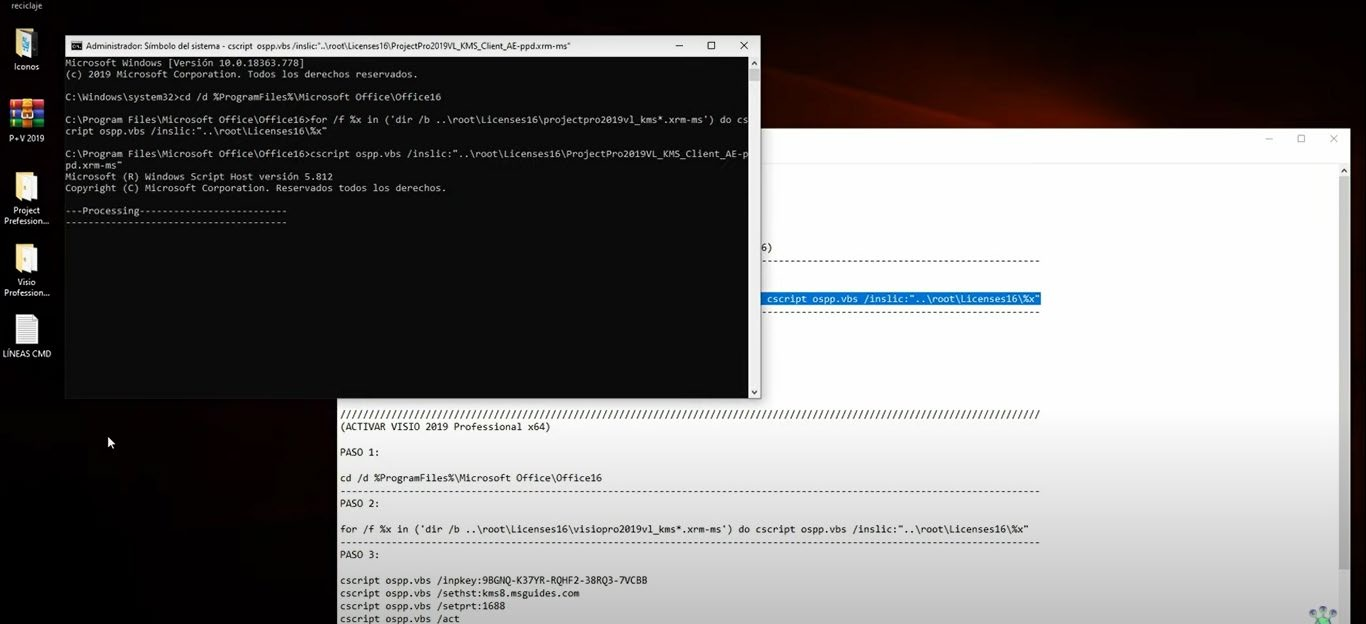 reciclaje
Iconos
P+V 2019
Project
Profession...
Visio
Profession...
LÍNEAS CMD
Administrador: Símbolo del sistema - cscript ospp.vbs /inslic:"..\root\Licenses16\ProjectPro2019VL_KMS_Client_AE-ppd.xrm-ms"
Microsoft Windows [Versión 10.0.18363.778]
(c) 2019 Microsoft Corporation. Todos los derechos reservados.
C:\Windows\system32>cd /d %ProgramFiles%\Microsoft Office\Office16
C:\Program Files\Microsoft Office\Office16>for /f %x in ('dir /b ..\root\Licenses16\projectpro2019vl_kms*.xrm-ms') do cs
cript ospp.vbs /inslic:"..\root\Licenses16\%x"
C:\Program Files\Microsoft Office\Office16>cscript ospp.vbs /inslic:"..\root\Licenses16\ProjectPro2019VL_KMS_Client_AE-p
pd.xrm-ms"
Microsoft (R) Windows Script Host versión 5.812
Copyright (C) Microsoft Corporation. Reservados todos los derechos.
---Processing--------------------------
---------------------------------------
6)
cscript ospp.vbs /inslic:"..\root\Licenses16\%x"
(ACTIVAR VISIO 2019 Professional x64)
PASO 1:
cd /d %ProgramFiles%\Microsoft Office\Office16
PASO 2:
for /f %x in ('dir /b ..\root\Licenses16\visiopro2019vl_kms*.xrm-ms') do cscript ospp.vbs /inslic:"..\root\Licenses16\%x"
PASO 3:
cscript ospp.vbs /inpkey:9BGNQ-K37YR-RQHF2-38RQ3-7VCBB
cscript ospp.vbs /sethst:kms8.msguides.com
cscript ospp.vbs /setprt:1688
cscript ospp.vbs /act